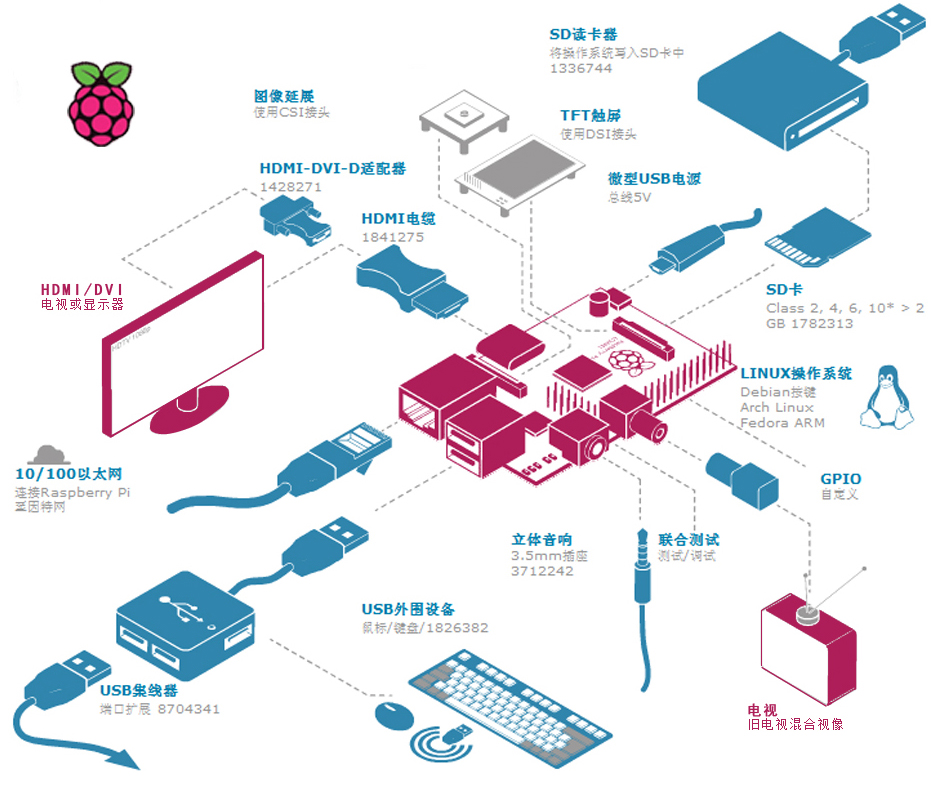 SD读卡器
将操作系统写入SD卡中
1336744
图像延展
使用CSI接头
TFT触屏
使用DSI接头
HDMI-DVI-D适配器
1428271
微型USB电源
总线5V
HDMI电缆
1841275
HDMI/DVI
电视或显示器
HDTV 1080p
SD卡
Class 2, 4, 6, 10* > 2
GB 1782313
LINUX操作系统
Debian按键
Arch Linux
Fedora ARM
10/100以太网
连接Raspberry Pi
至因特网
GPIO
自定义
立体音响
3.5mm插座
3712242
联合测试
测试/调试
USB外围设备
鼠标/键盘/1826382
USB集线器
端口扩展 8704341
电视
旧电视混合视像